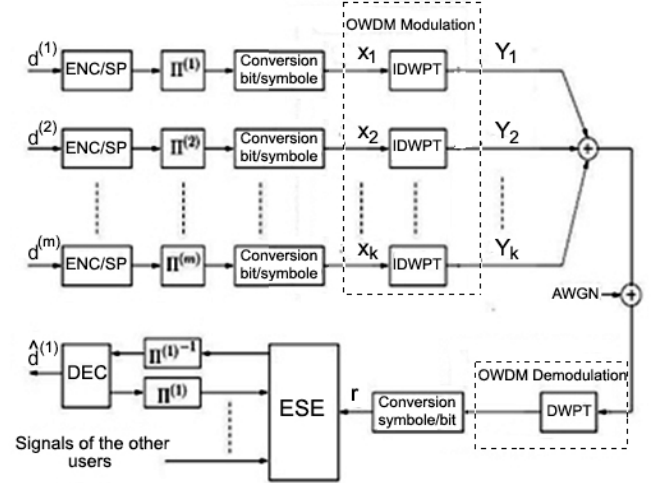 OWDM Modulation
d(1)
ENC/SP
Π(1)
Conversion
bit/symbole
x1
IDWPT
Y1
d(2)
ENC/SP
Π(2)
Conversion
bit/symbole
x2
IDWPT
Y2
+
d(m)
ENC/SP
Π(m)
Conversion
bit/symbole
xk
IDWPT
Yk
AWGN
+
d̂(1)
DEC
Π(1)-1
Π(1)
ESE
r
Conversion
symbole/bit
OWDM Demodulation
DWPT
Signals of the other
users